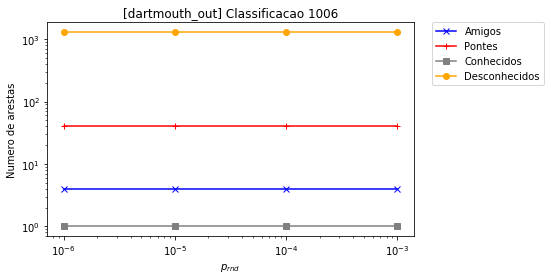 [dartmouth_out] Classificacao 1006
Amigos
Pontes
Conhecidos
Desconhecidos
Numero de arestas
10³
10²
10¹
10⁰
10⁻⁶
10⁻⁵
10⁻⁴
10⁻³
p_rnd